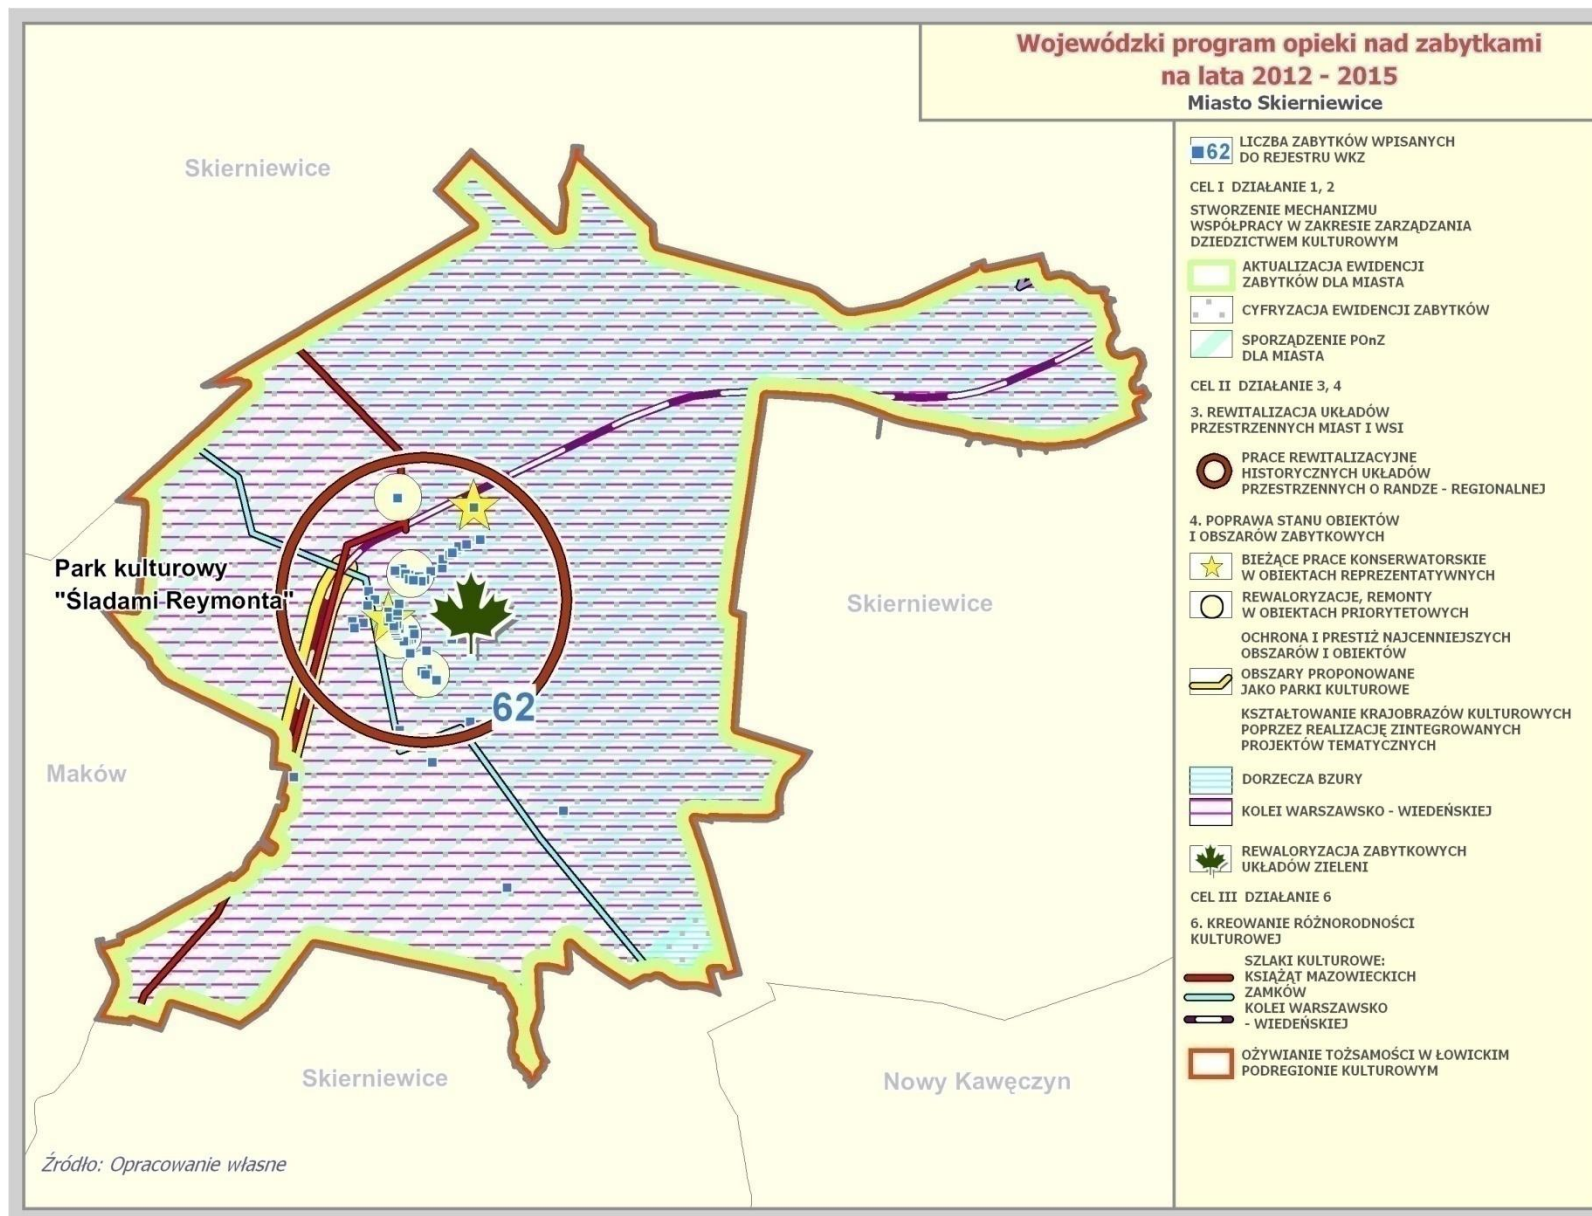 Wojewódzki program opieki nad zabytkami
na lata 2012 - 2015
Miasto Skierniewice
Skierniewice
Park kulturowy
"Śladami Reymonta"
Skierniewice
62
Maków
Skierniewice
Nowy Kawęczyn
Źródło: Opracowanie własne
62 LICZBA ZABYTKÓW WPISANYCH
DO REJESTRU WKZ
CEL I DZIAŁANIE 1, 2
STWORZENIE MECHANIZMU
WSPÓŁPRACY W ZAKRESIE ZARZĄDZANIA
DZIEDZICTWEM KULTUROWYM
AKTUALIZACJA EWIDENCJI
ZABYTKÓW DLA MIASTA
CYFRYZACJA EWIDENCJI ZABYTKÓW
SPORZĄDZENIE POnZ
DLA MIASTA
CEL II DZIAŁANIE 3, 4
3. REWITALIZACJA UKŁADÓW
PRZESTRZENNYCH MIAST I WSI
PRACE REWITALIZACYJNE
HISTORYCZNYCH UKŁADÓW
PRZESTRZENNYCH O RANDZE - REGIONALNEJ
4. POPRAWA STANU OBIEKTÓW
I OBSZARÓW ZABYTKOWYCH
BIEŻĄCE PRACE KONSERWATORSKIE
W OBIEKTACH REPREZENTATYWNYCH
REWALORYZACJE, REMONTY
W OBIEKTACH PRIORYTETOWYCH
OCHRONA I PRESTIŻ NAJCENNIEJSZYCH
OBSZARÓW I OBIEKTÓW
OBSZARY PROPONOWANE
JAKO PARKI KULTUROWE
KSZTAŁTOWANIE KRAJOBRAZÓW KULTUROWYCH
POPRZEZ REALIZACJĘ ZINTEGROWANYCH
PROJEKTÓW TEMATYCZNYCH
DORZECZA BZURY
KOLEI WARSZAWSKO - WIEDEŃSKIEJ
REWALORYZACJA ZABYTKOWYCH
UKŁADÓW ZIELENI
CEL III DZIAŁANIE 6
6. KREOWANIE RÓŻNORODNOŚCI
KULTUROWEJ
SZLAKI KULTUROWE:
KSIĄŻĄT MAZOWIECKICH
ZAMKÓW
KOLEI WARSZAWSKO
- WIEDEŃSKIEJ
OŻYWIANIE TOŻSAMOŚCI W ŁOWICKIM
PODREGIONIE KULTUROWYM